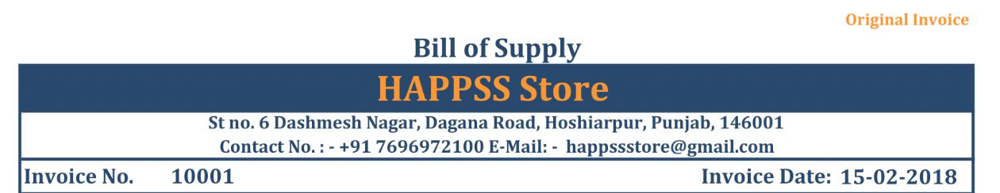 Original Invoice
Bill of Supply
HAPPSS Store
St no. 6 Dashmesh Nagar, Dagana Road, Hoshiarpur, Punjab, 146001
Contact No. : - +91 7696972100 E-Mail: - happssstore@gmail.com
Invoice No. 10001 Invoice Date: 15-02-2018